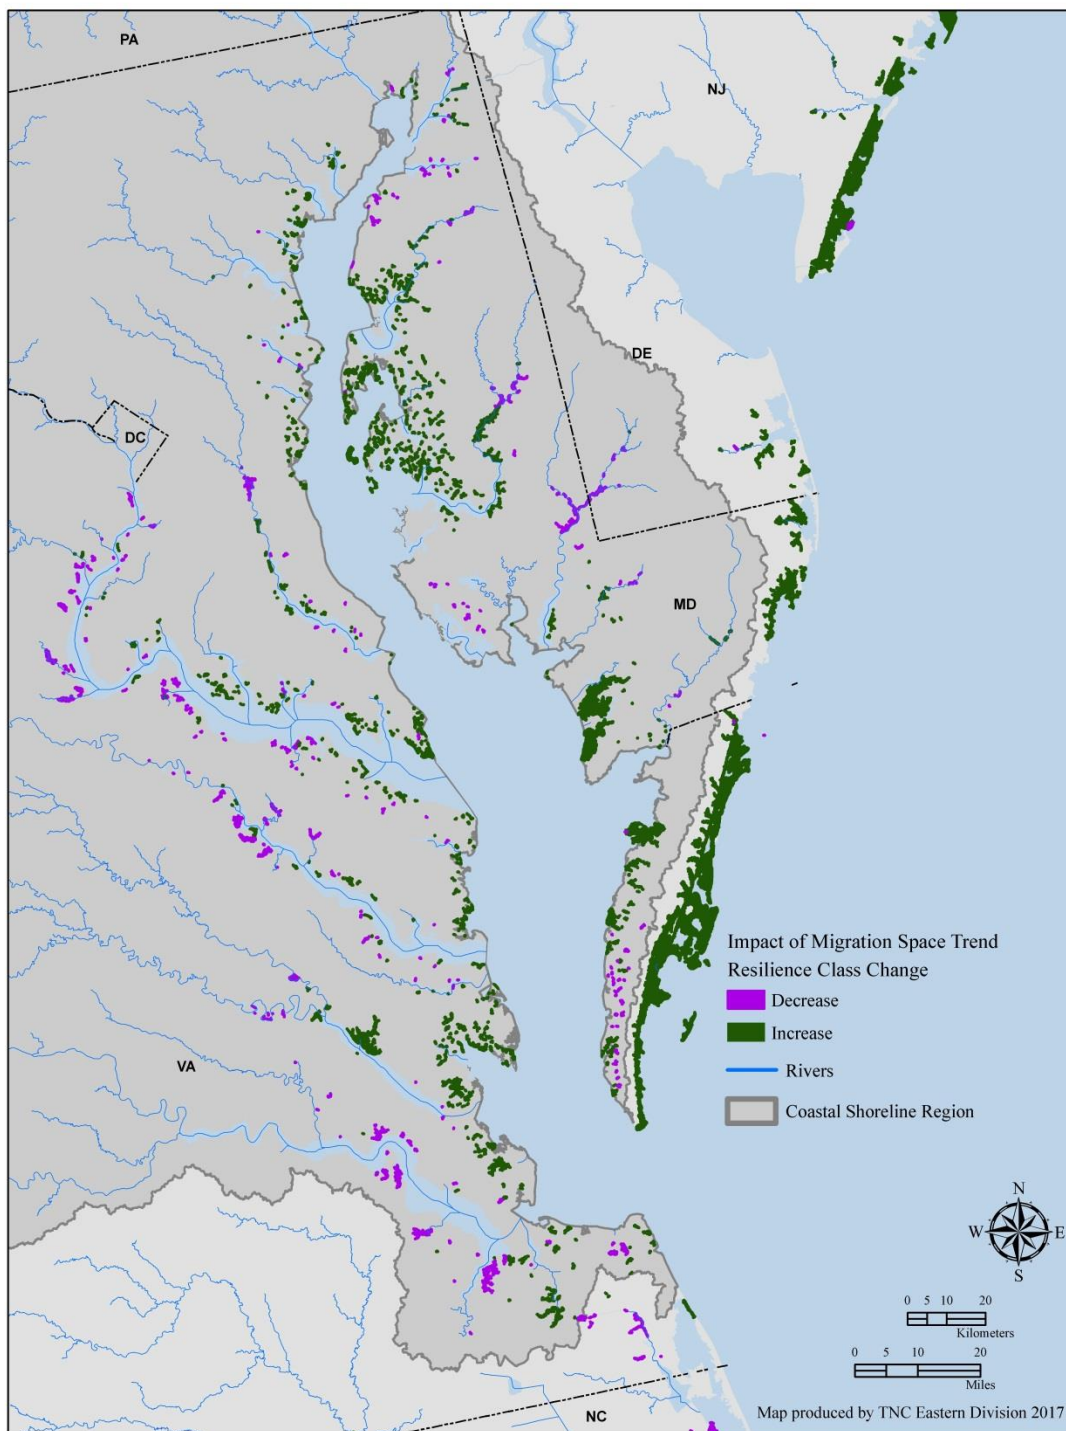 PA
NJ
DE
DC
MD
Impact of Migration Space Trend
Resilience Class Change
Decrease
Increase
Rivers
Coastal Shoreline Region
VA
N
W E
S
0 5 10 20
Kilometers
0 5 10 20
Miles
Map produced by TNC Eastern Division 2017
NC